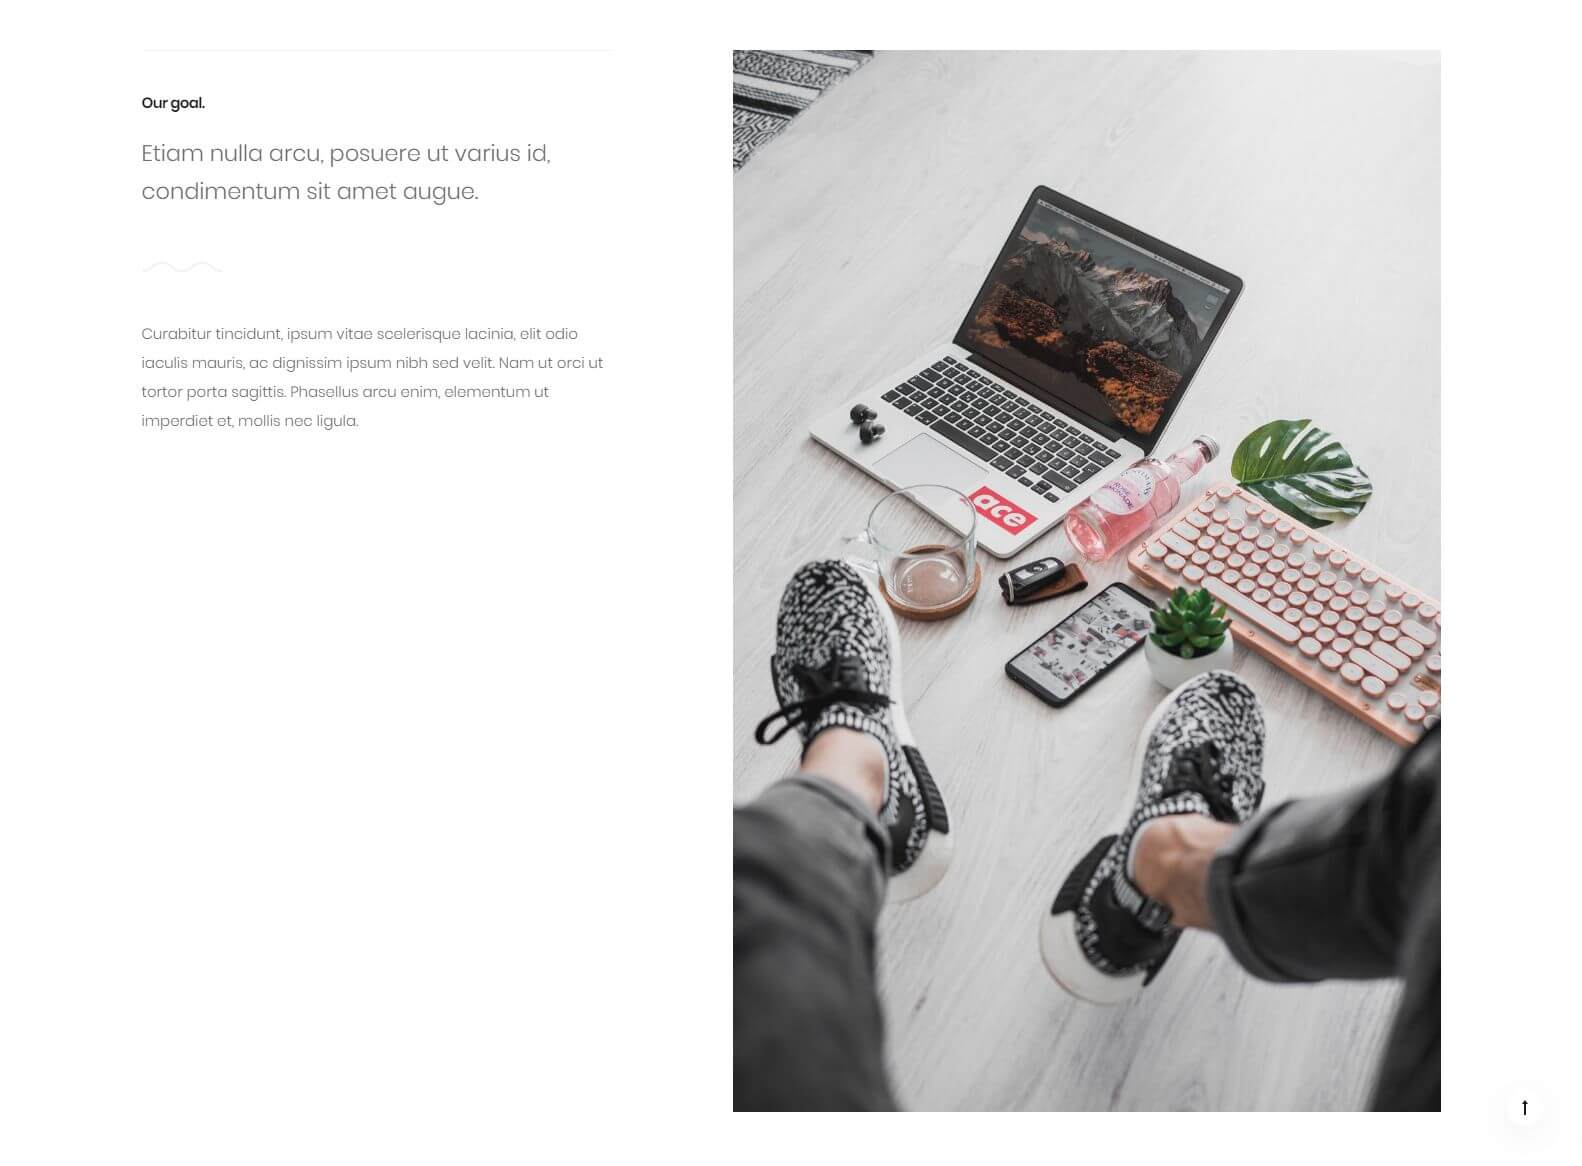 Our goal.
Etiam nulla arcu, posuere ut varius id,
condimentum sit amet augue.
Curabitur tincidunt, ipsum vitae scelerisque lacinia, elit odio
iaculis mauris, ac dignissim ipsum nibh sed velit. Nam ut orci ut
tortor porta sagittis. Phasellus arcu enim, elementum ut
imperdiet et, mollis nec ligula.
ace
ROSE
LEMONADE